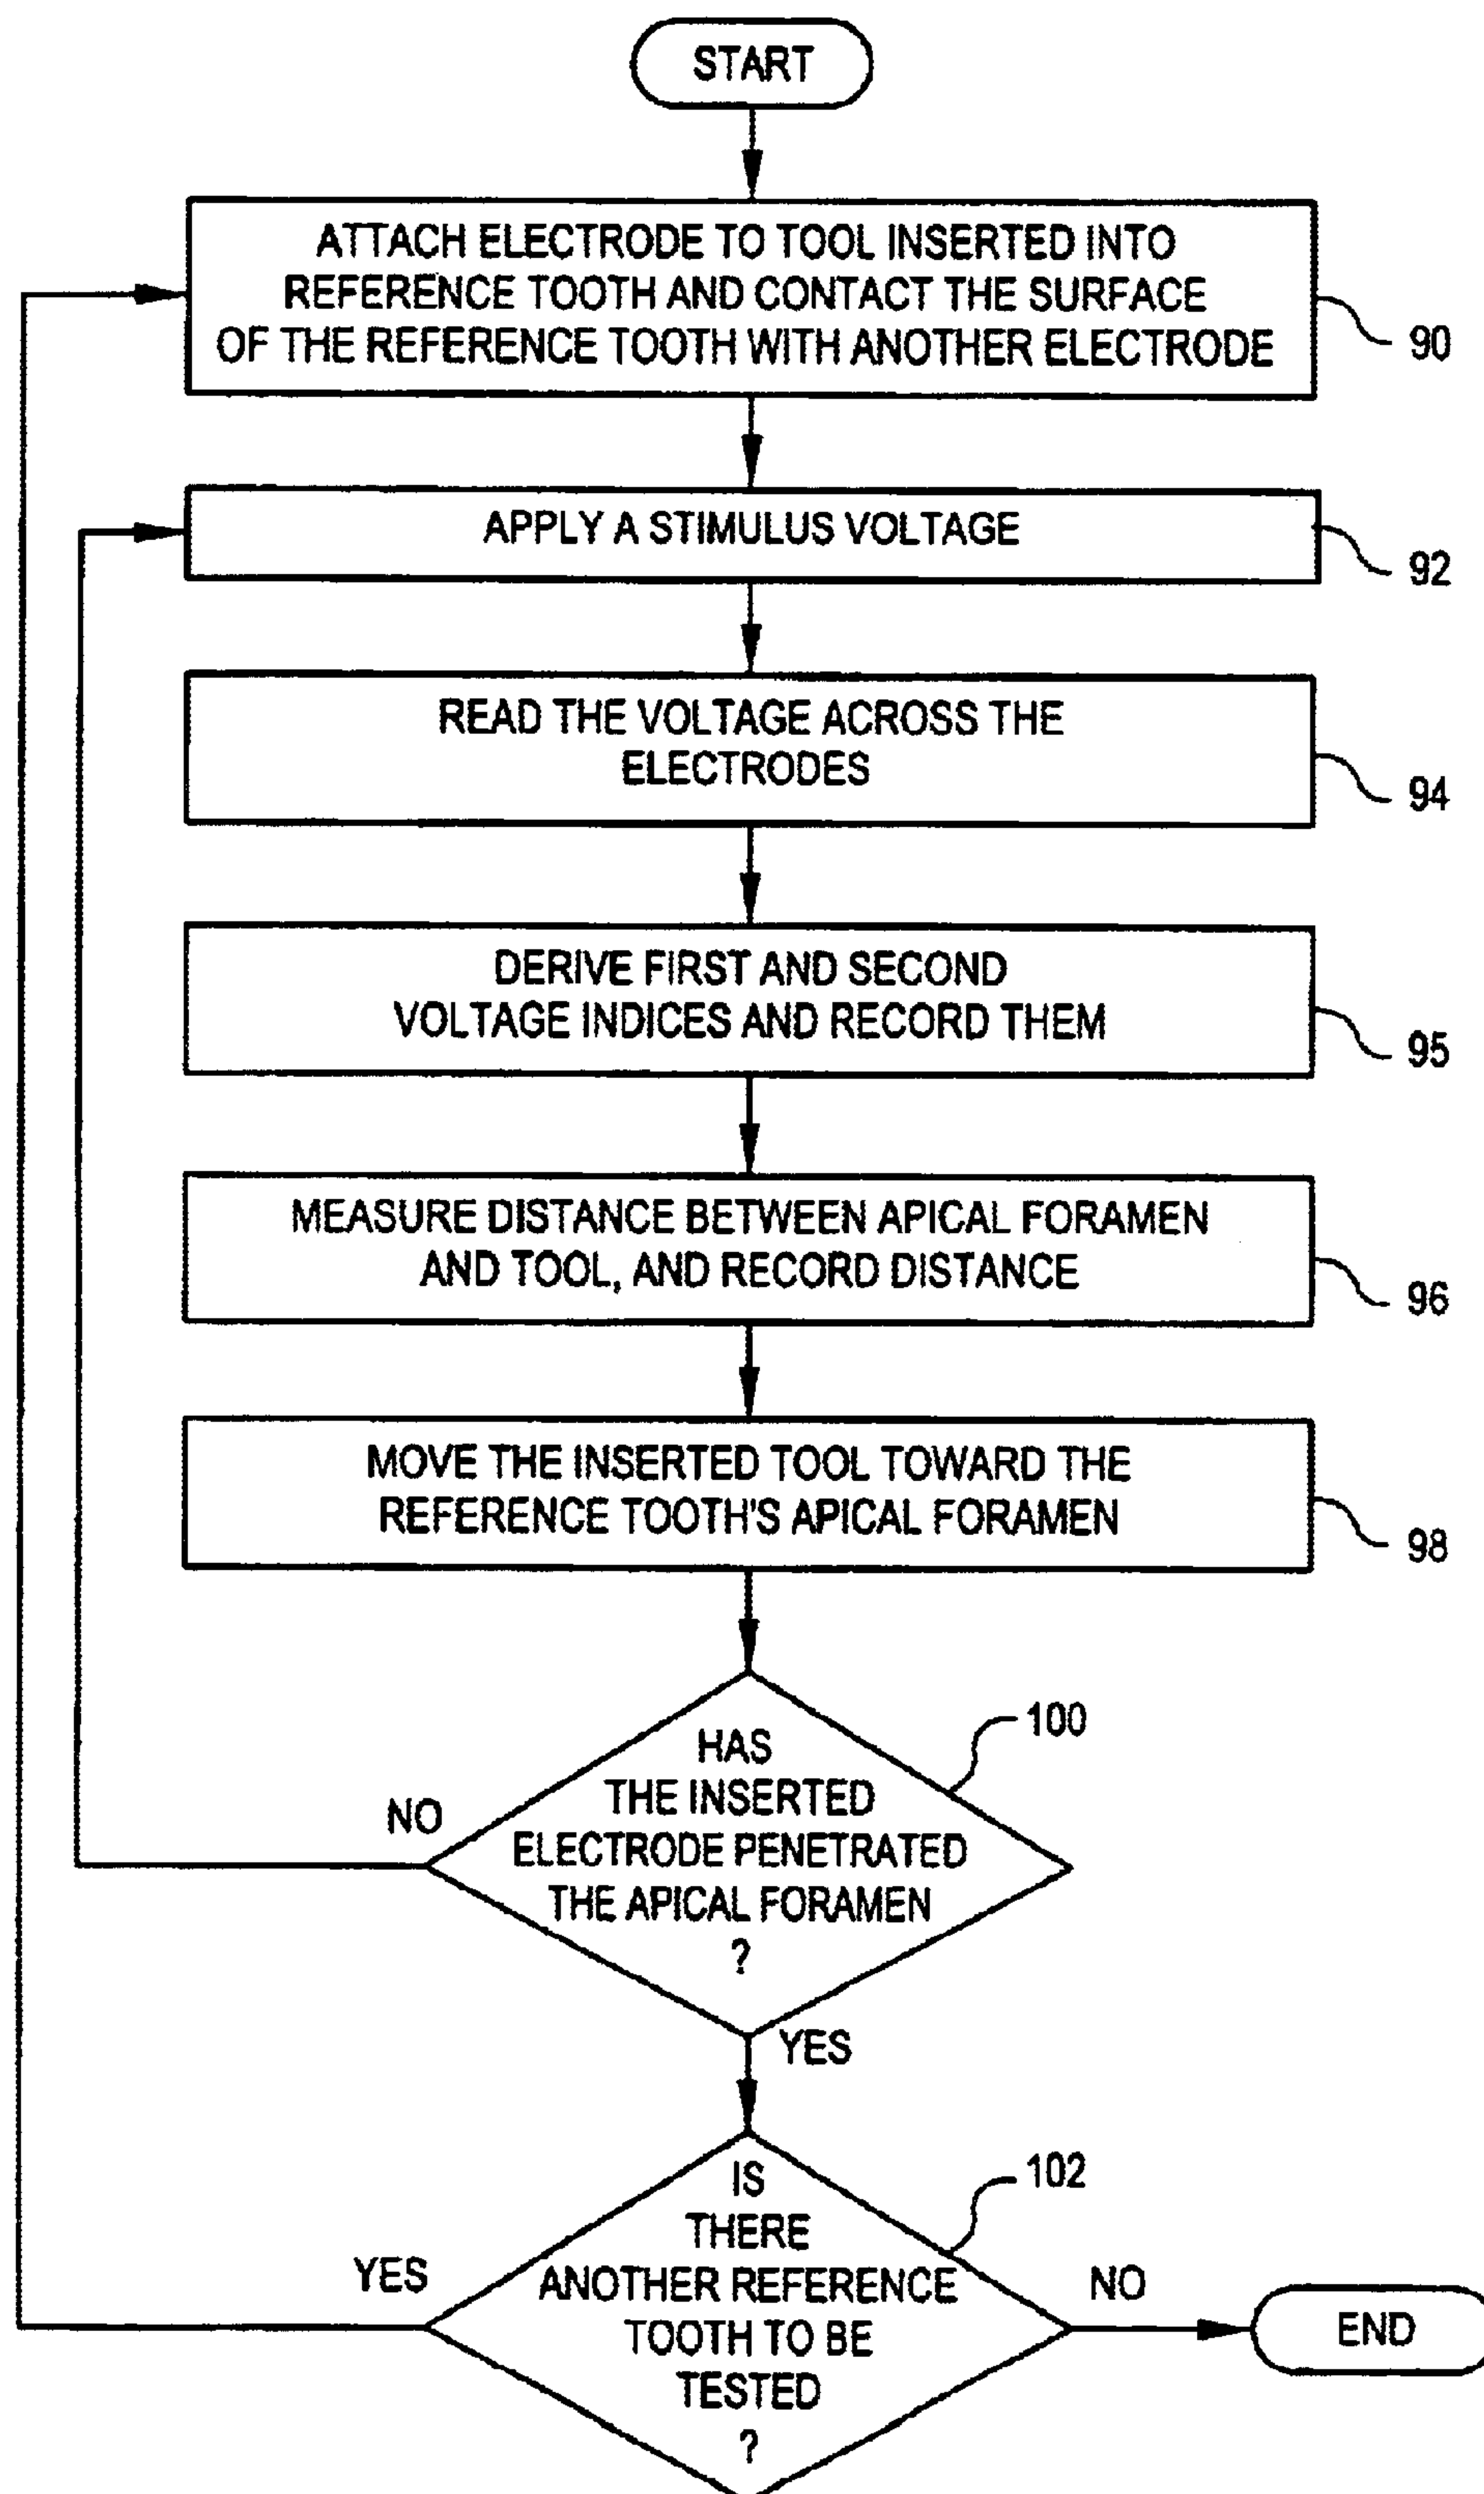 START
ATTACH ELECTRODE TO TOOL INSERTED INTO
REFERENCE TOOTH AND CONTACT THE SURFACE
OF THE REFERENCE TOOTH WITH ANOTHER ELECTRODE
90
APPLY A STIMULUS VOLTAGE
92
READ THE VOLTAGE ACROSS THE
ELECTRODES
94
DERIVE FIRST AND SECOND
VOLTAGE INDICES AND RECORD THEM
95
MEASURE DISTANCE BETWEEN APICAL FORAMEN
AND TOOL, AND RECORD DISTANCE
96
MOVE THE INSERTED TOOL TOWARD THE
REFERENCE TOOTH'S APICAL FORAMEN
98
100
HAS
THE INSERTED
ELECTRODE PENETRATED
THE APICAL FORAMEN
?
NO
YES
102
IS
THERE
ANOTHER REFERENCE
TOOTH TO BE
TESTED
?
YES
NO
END